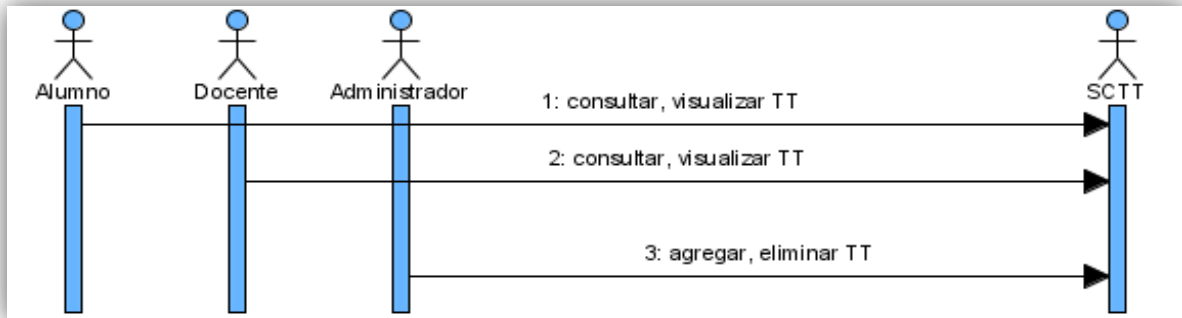 Alumno
Docente
Administrador
SCTT
1: consultar, visualizar TT
2: consultar, visualizar TT
3: agregar, eliminar TT